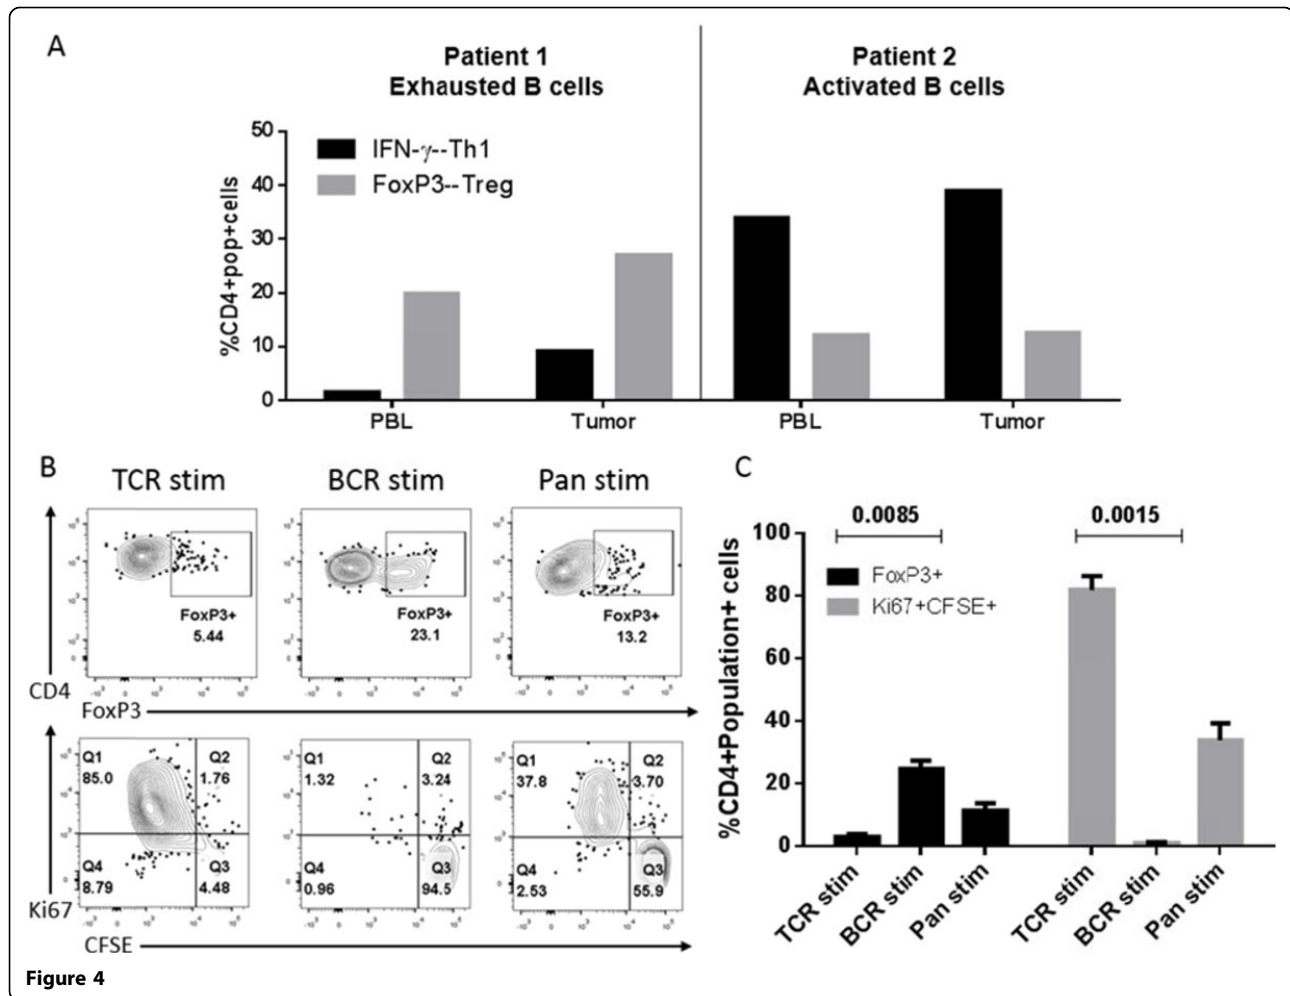 A
Patient 1
Exhausted B cells
Patient 2
Activated B cells
%CD4+pop+cells
50
40
30
20
10
0
IFN-γ--Th1
FoxP3--Treg
PBL
Tumor
PBL
Tumor
B
TCR stim
BCR stim
Pan stim
FoxP3+
5.44
FoxP3+
23.1
FoxP3+
13.2
CD4
FoxP3
Q1
85.0
Q2
1.76
Q4
8.79
Q3
4.48
Q1
1.32
Q2
3.24
Q4
0.96
Q3
94.5
Q1
37.8
Q2
3.70
Q4
2.53
Q3
55.9
Ki67
CFSE
C
0.0085
0.0015
%CD4+Population+ cells
100
80
60
40
20
0
FoxP3+
Ki67+CFSE+
TCR stim
BCR stim
Pan stim
TCR stim
BCR stim
Pan stim
Figure 4